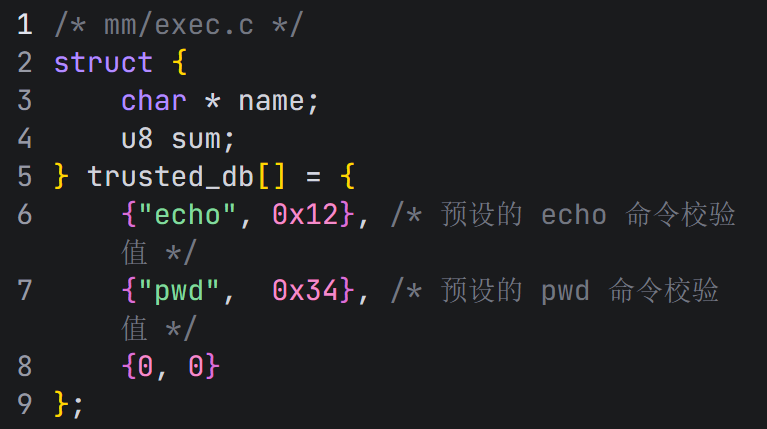 1 /* mm/exec.c */
2 struct {
3     char * name;
4     u8 sum;
5 } trusted_db[] = {
6     {"echo", 0x12}, /* 预设的 echo 命令校验
值 */
7     {"pwd",  0x34}, /* 预设的 pwd 命令校验
值 */
8     {0, 0}
9 };